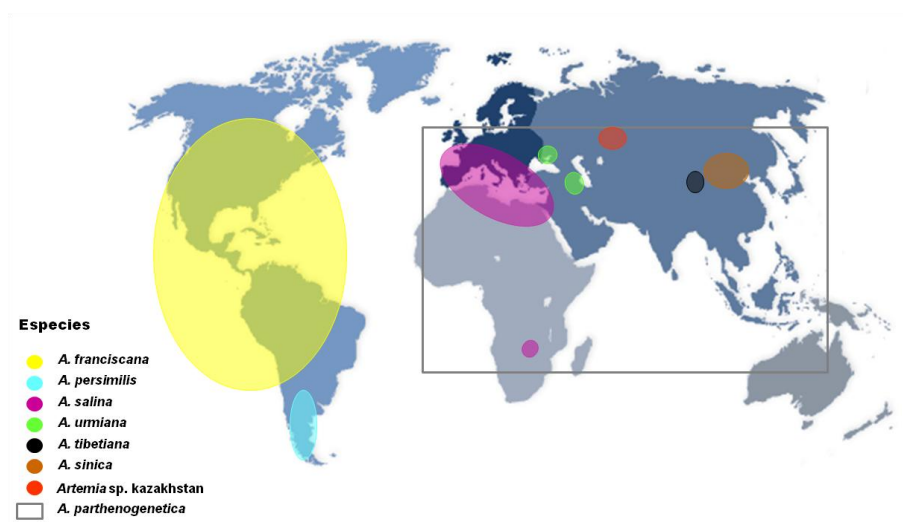 Especies
A. franciscana
A. persimilis
A. salina
A. urmiana
A. tibetiana
A. sinica
Artemia sp. kazakhstan
A. parthenogenetica